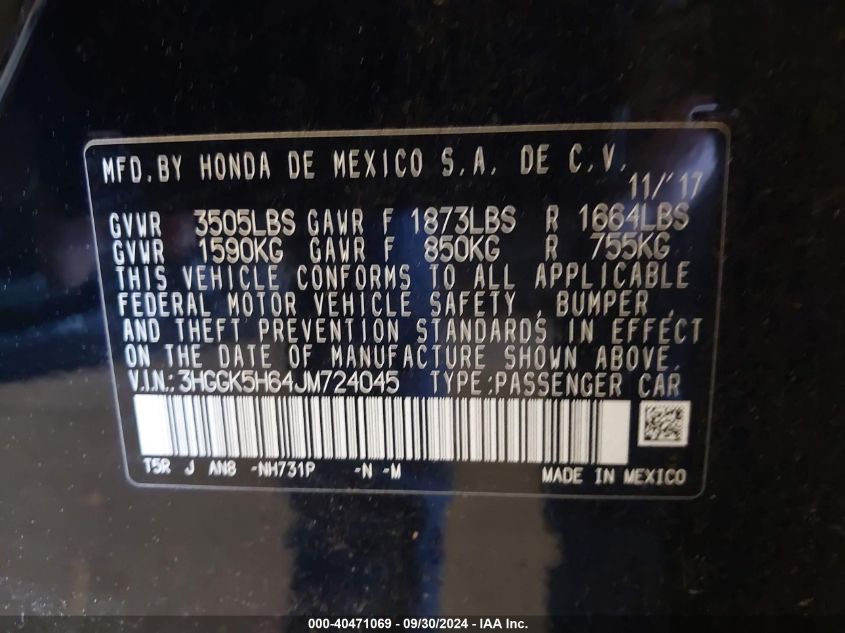 MFD.BY HONDA DE MEXICO S.A. DE C.V.
11/'17
GVWR 3505LBS GAWR F 1873LBS R 1664LBS
GVWR 1590KG GAWR F 850KG R 755KG
THIS VEHICLE CONFORMS TO ALL APPLICABLE
FEDERAL MOTOR VEHICLE SAFETY , BUMPER ,
AND THEFT PREVENTION STANDARDS IN EFFECT
ON THE DATE OF MANUFACTURE SHOWN ABOVE.
V.I.N.:3HGGK5H64JM724045 TYPE:PASSENGER CAR
T5R J AN8 -NH731P -N -M MADE IN MEXICO
000-40471069 - 09/30/2024 - IAA Inc.